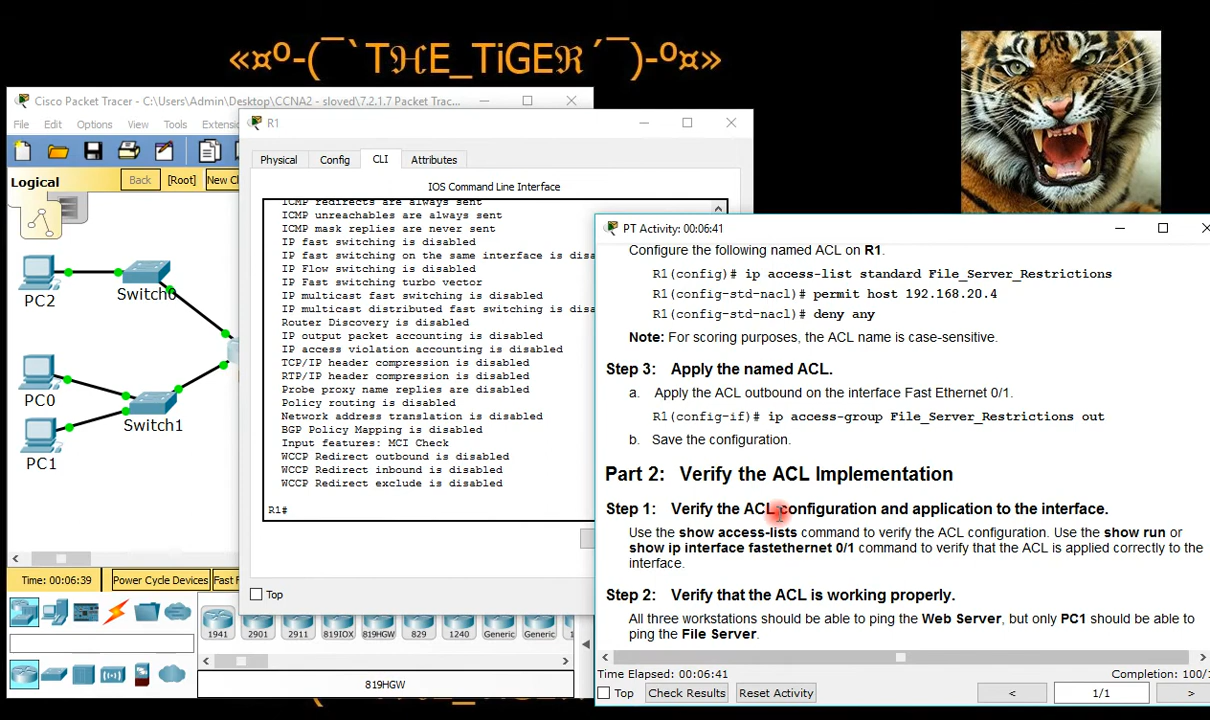 «¤º-(¯`TℋE_TiGEℜ´¯)-º¤»
Cisco Packet Tracer - C:\Users\Admin\Desktop\CCNA2 - sloved\7.2.1.7 Packet Trac...
File Edit Options View Tools Extensi
Logical Back [Root] New Cl
PC2
Switch0
PC0
Switch1
PC1
Time: 00:06:39 Power Cycle Devices Fast F
R1
Physical Config CLI Attributes
IOS Command Line Interface
ICMP redirects are always sent
ICMP unreachables are always sent
ICMP mask replies are never sent
IP fast switching is disabled
IP fast switching on the same interface is disa
IP Flow switching is disabled
IP Fast switching turbo vector
IP multicast fast switching is disabled
IP multicast distributed fast switching is disa
Router Discovery is disabled
IP output packet accounting is disabled
IP access violation accounting is disabled
TCP/IP header compression is disabled
RTP/IP header compression is disabled
Probe proxy name replies are disabled
Policy routing is disabled
Network address translation is disabled
BGP Policy Mapping is disabled
Input features: MCI Check
WCCP Redirect outbound is disabled
WCCP Redirect inbound is disabled
WCCP Redirect exclude is disabled
R1#
Top
1941 2901 2911 819IOX 819HGW 829 1240 Generic Generic 1
819HGW
PT Activity: 00:06:41
Configure the following named ACL on R1.
R1(config)# ip access-list standard File_Server_Restrictions
R1(config-std-nacl)# permit host 192.168.20.4
R1(config-std-nacl)# deny any
Note: For scoring purposes, the ACL name is case-sensitive.
Step 3: Apply the named ACL.
a. Apply the ACL outbound on the interface Fast Ethernet 0/1.
R1(config-if)# ip access-group File_Server_Restrictions out
b. Save the configuration.
Part 2: Verify the ACL Implementation
Step 1: Verify the ACL configuration and application to the interface.
Use the show access-lists command to verify the ACL configuration. Use the show run or
show ip interface fastethernet 0/1 command to verify that the ACL is applied correctly to the
interface.
Step 2: Verify that the ACL is working properly.
All three workstations should be able to ping the Web Server, but only PC1 should be able to
ping the File Server.
Time Elapsed: 00:06:41 Completion: 100/1
Top Check Results Reset Activity < 1/1 >